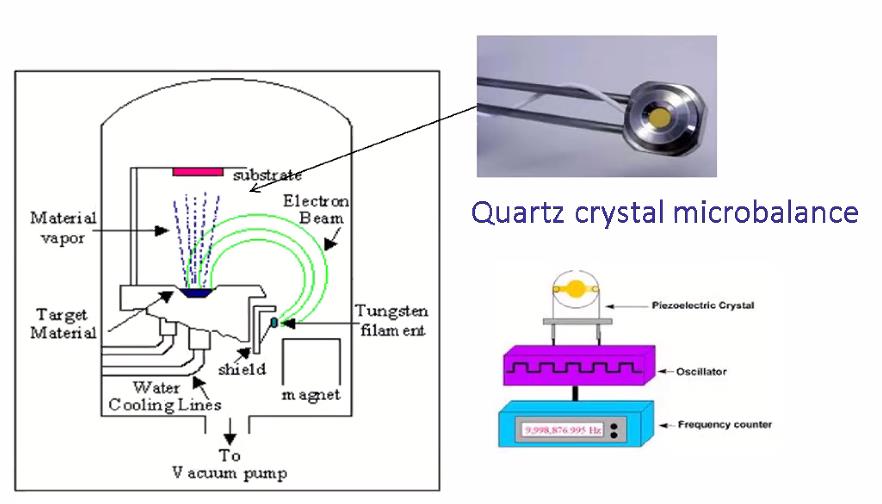 substrate
Electron
Beam
Material
vapor
Target
Material
Tungsten
filament
shield
magnet
Water
Cooling Lines
To
Vacuum pump
Quartz crystal microbalance
Piezoelectric Crystal
Oscillator
Frequency counter
9,998,876.995 Hz